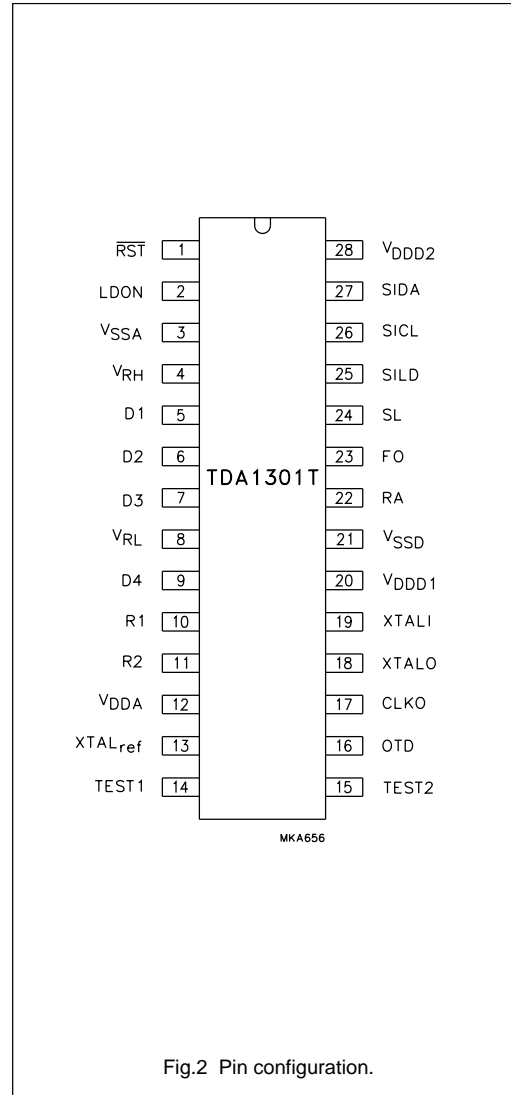 RST 1 28 VDDD2
LDON 2 27 SIDA
VSSA 3 26 SICL
VRH 4 25 SILD
D1 5 24 SL
D2 6 23 FO
TDA1301T
D3 7 22 RA
VRL 8 21 VSSD
D4 9 20 VDDD1
R1 10 19 XTALI
R2 11 18 XTALO
VDDA 12 17 CLKO
XTALref 13 16 OTD
TEST1 14 15 TEST2
MKA656
Fig.2 Pin configuration.